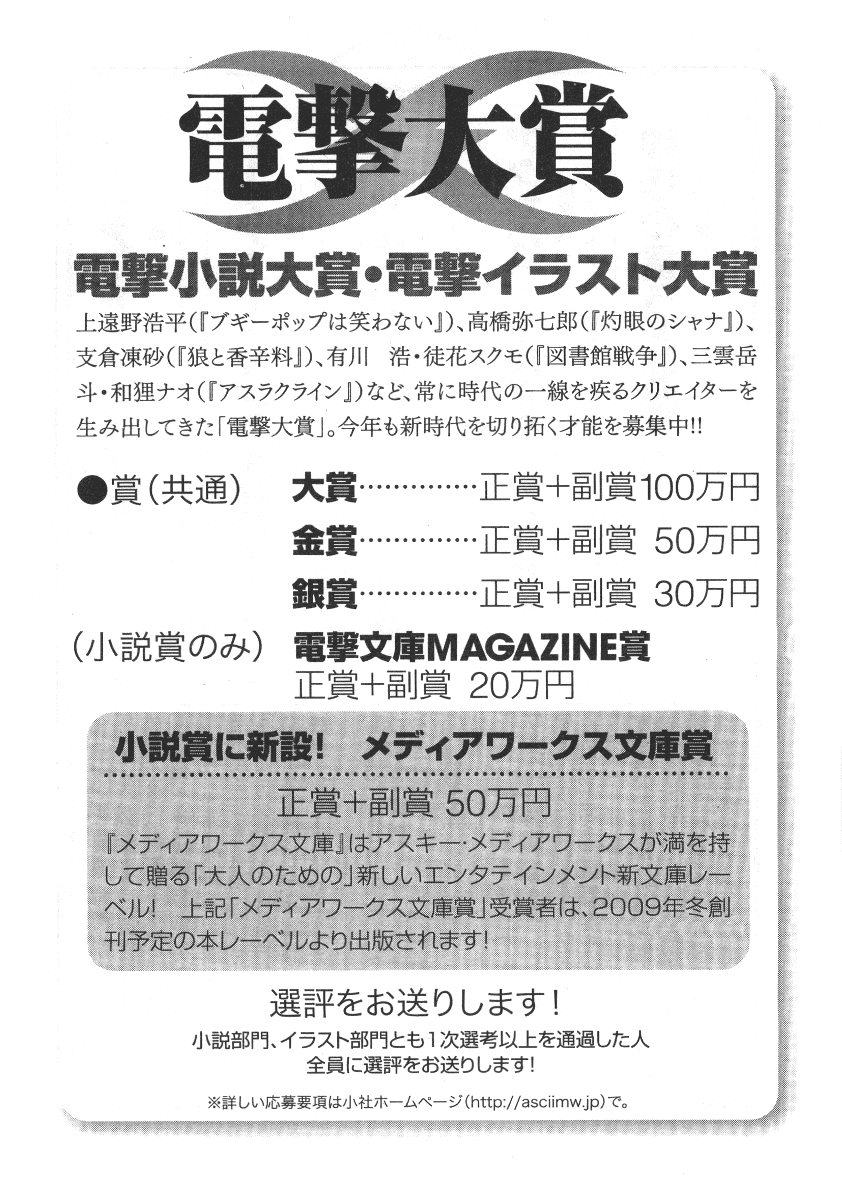 電撃大賞
電撃小説大賞・電撃イラスト大賞
上遠野浩平(『ブギーポップは笑わない』)、高橋弥七郎(『灼眼のシャナ』)、
支倉凍砂(『狼と香辛料』)、有川 浩・徒花スクモ(『図書館戦争』)、三雲岳
斗・和狸ナオ(『アスラクライン』)など、常に時代の一線を疾るクリエイターを
生み出してきた「電撃大賞」。今年も新時代を切り拓く才能を募集中!!
●賞(共通) 大賞……………正賞+副賞100万円
金賞……………正賞+副賞 50万円
銀賞……………正賞+副賞 30万円
(小説賞のみ) 電撃文庫MAGAZINE賞
正賞+副賞 20万円
小説賞に新設! メディアワークス文庫賞
正賞+副賞 50万円
『メディアワークス文庫』はアスキー・メディアワークスが満を持
して贈る「大人のための」新しいエンタテインメント新文庫レー
ベル! 上記「メディアワークス文庫賞」受賞者は、2009年冬創
刊予定の本レーベルより出版されます!
選評をお送りします!
小説部門、イラスト部門とも1次選考以上を通過した人
全員に選評をお送りします!
※詳しい応募要項は小社ホームページ(http://asciimw.jp)で。